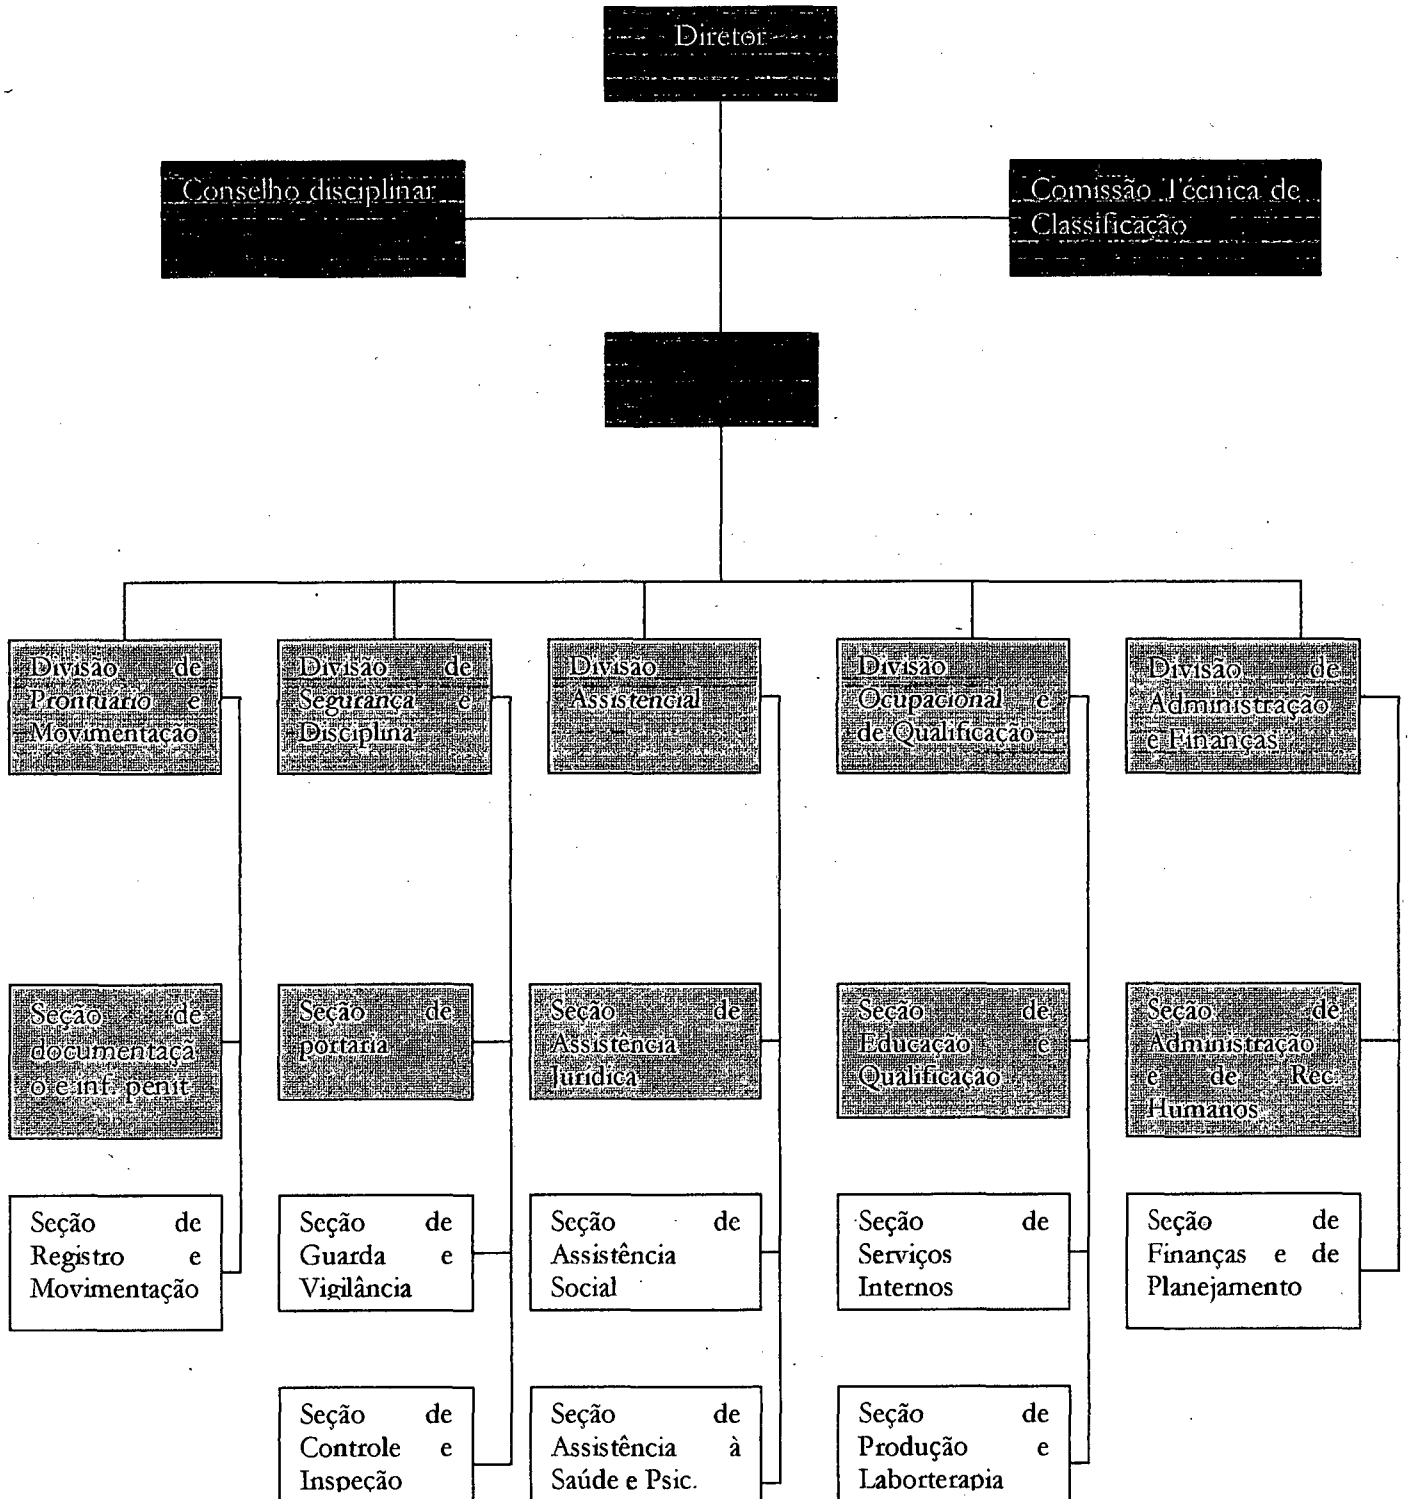 Diretor
Conselho disciplinar
Comissão Técnica de
Classificação
Divisão de
Prontuário e
Movimentação
Divisão de
Segurança e
Disciplina
Divisão
Assistencial
Divisão
Ocupacional e
de Qualificação
Divisão de
Administração
e Finanças
Seção de
documentaçã
o e inf. penit
Seção de
portaria
Seção de
Assistência
Jurídica
Seção de
Educação e
Qualificação
Seção de
Administração
e de Rec.
Humanos
Seção de
Registro e
Movimentação
Seção de
Guarda e
Vigilância
Seção de
Assistência
Social
Seção de
Serviços
Internos
Seção de
Finanças e de
Planejamento
Seção de
Controle e
Inspeção
Seção de
Assistência à
Saúde e Psic.
Seção de
Produção e
Laborterapia